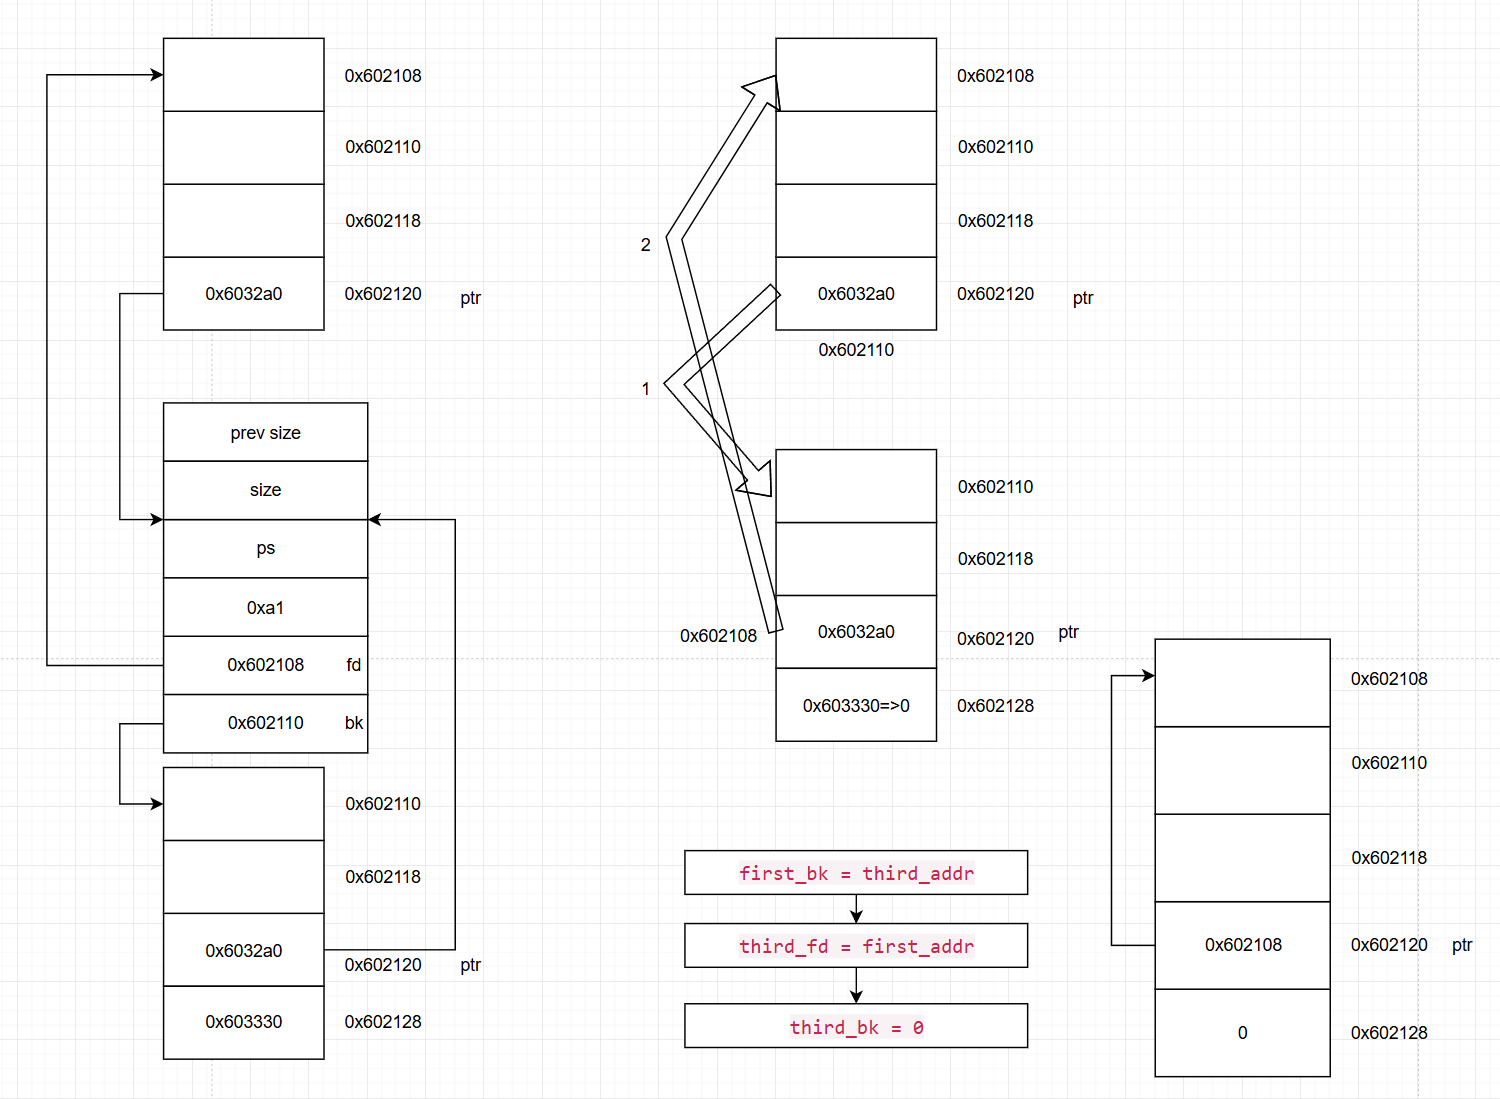 0x602108
0x602110
0x602118
0x6032a0 0x602120 ptr
prev size
size
ps
0xa1
0x602108 fd
0x602110 bk
0x602110
0x602118
0x6032a0
0x602120 ptr
0x603330 0x602128
0x602108
0x602110
0x602118
2
0x6032a0 0x602120 ptr
0x602110
1
0x602110
0x602118
0x602108 0x6032a0 0x602120 ptr
0x603330=>0 0x602128
first_bk = third_addr
third_fd = first_addr
third_bk = 0
0x602108
0x602110
0x602118
0x602108 0x602120 ptr
0 0x602128